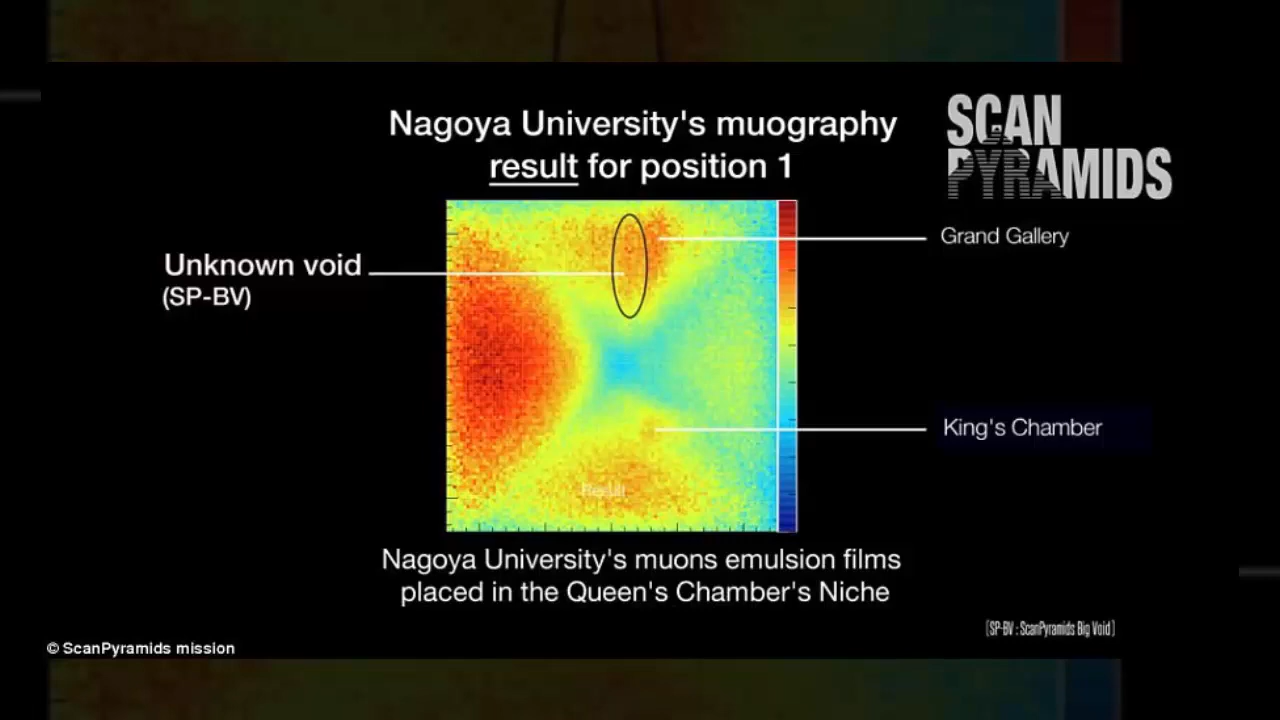 Nagoya University's muography
result for position 1
SCAN
PYRAMIDS
Grand Gallery
Unknown void
(SP-BV)
King's Chamber
Result
Nagoya University's muons emulsion films
placed in the Queen's Chamber's Niche
[SP-BV : ScanPyramids Big Void]
© ScanPyramids mission